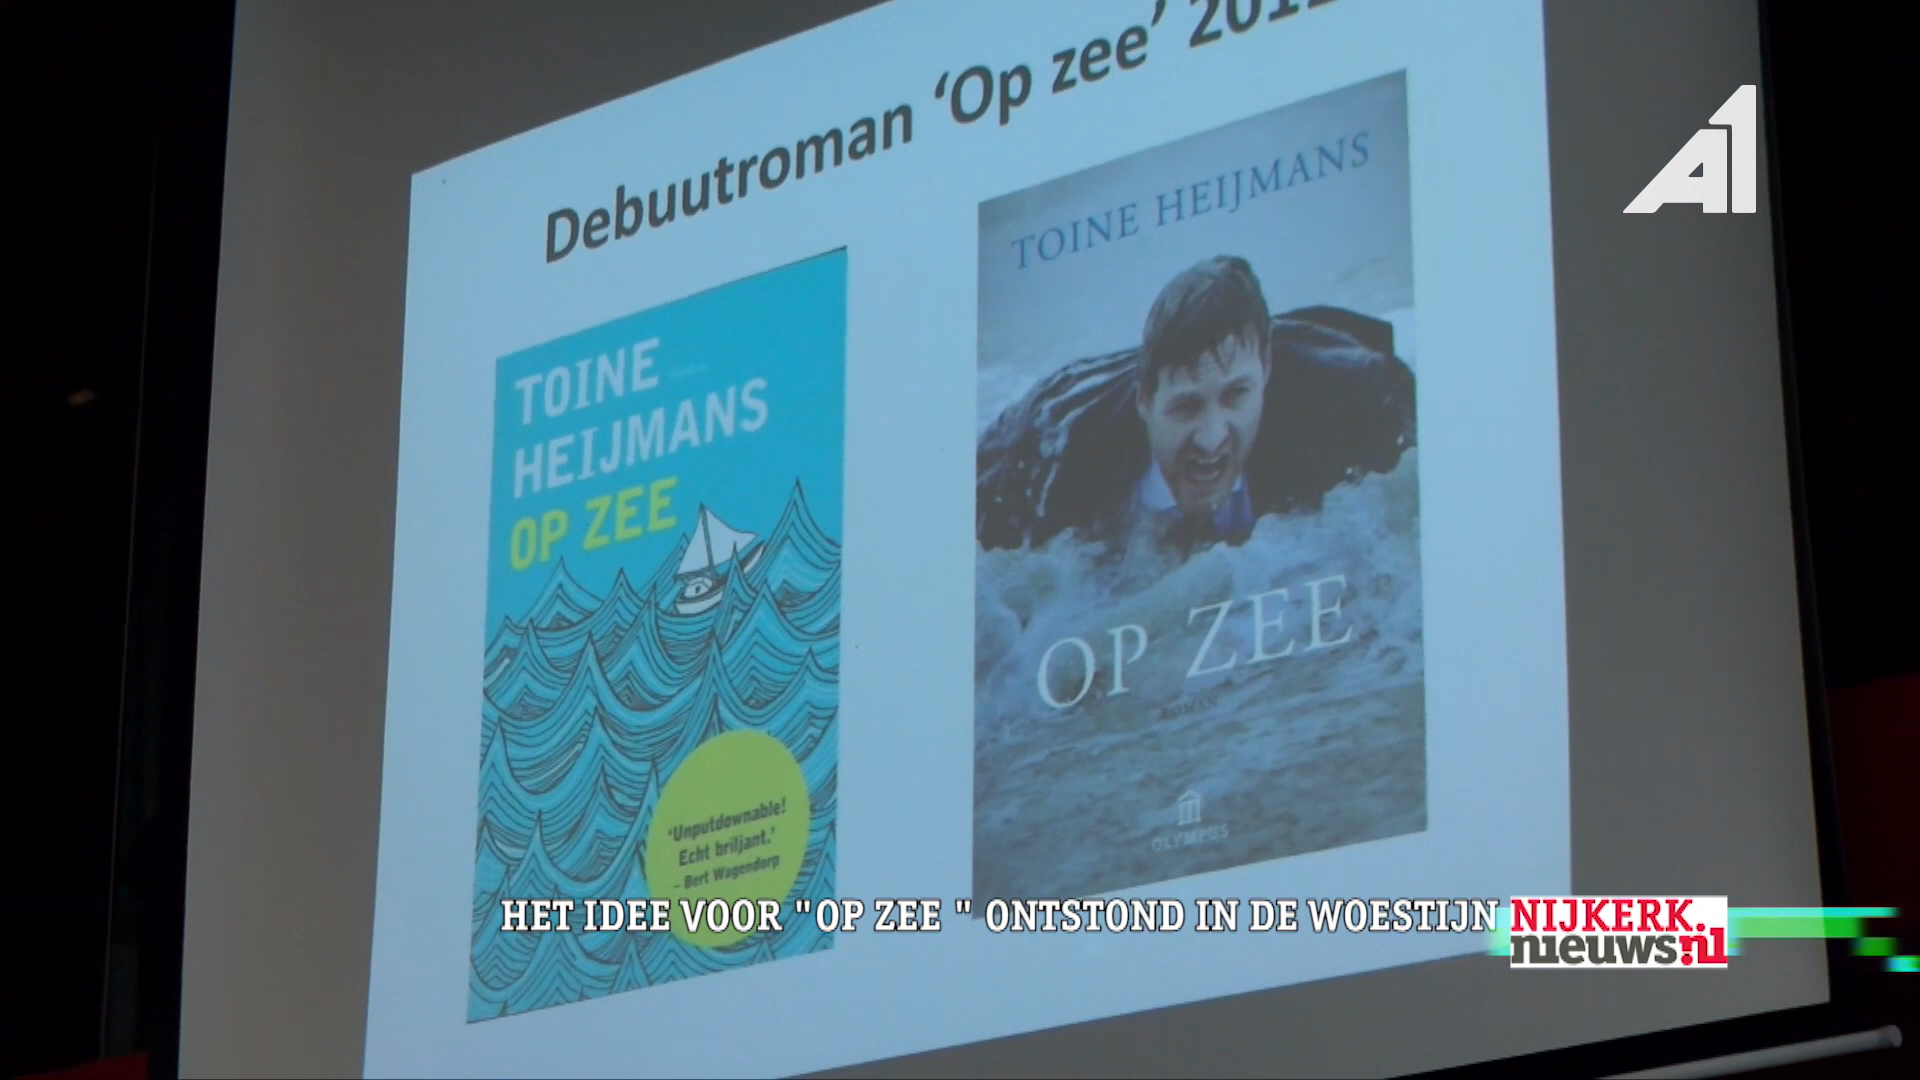 Debuutroman ‘Op zee’ 2011
A1
TOINE HEIJMANS
TOINE
HEIJMANS
OP ZEE
OP ZEE
ROMAN
‘Unputdownable!
Echt briljant.’
– Bert Wagendorp
OLYMPUS
HET IDEE VOOR "OP ZEE " ONTSTOND IN DE WOESTIJN
NIJKERK
nieuws.nl